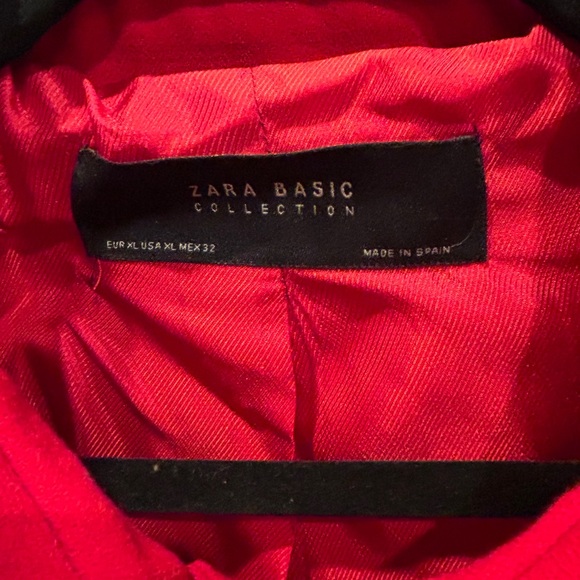 ZARA BASIC
COLLECTION
EUR XL USA XL MEX 32
MADE IN SPAIN